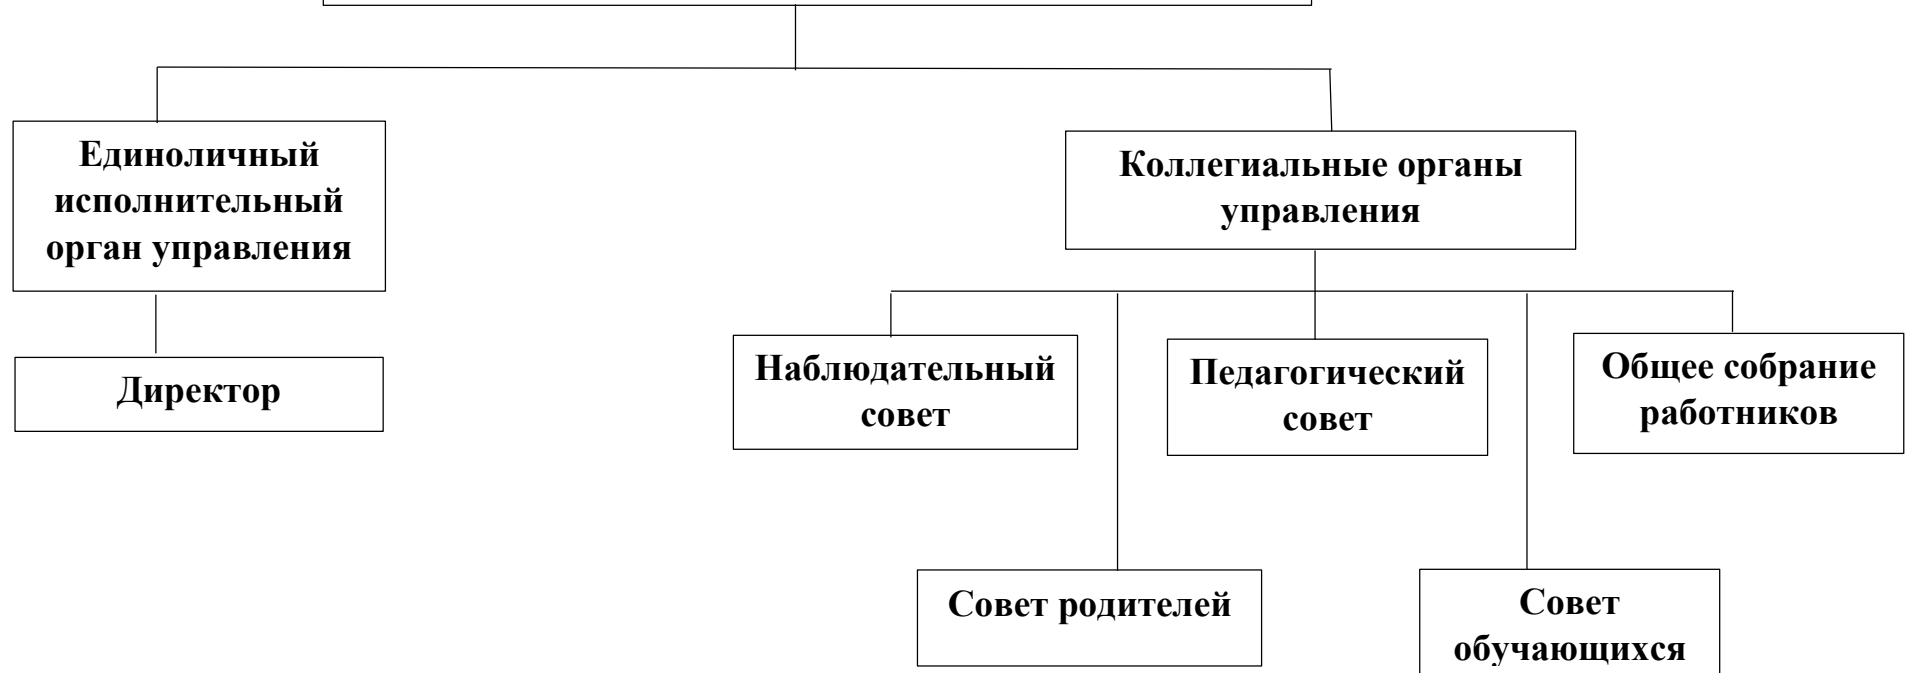 Единоличный
исполнительный
орган управления
Коллегиальные органы
управления
Директор
Наблюдательный
совет
Педагогический
совет
Общее собрание
работников
Совет родителей
Совет
обучающихся